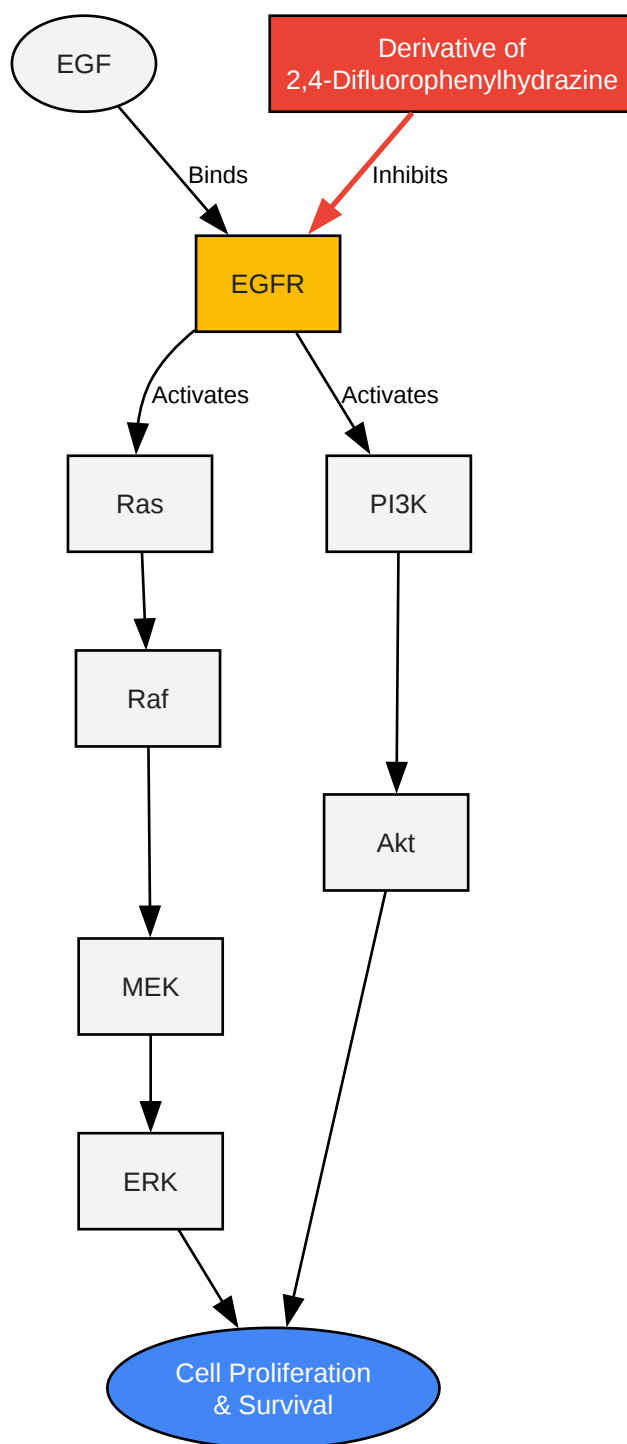 EGF
Derivative of
2,4-Difluorophenylhydrazine
Binds
Inhibits
EGFR
Activates
Activates
Ras
PI3K
Raf
Akt
MEK
ERK
Cell Proliferation
& Survival